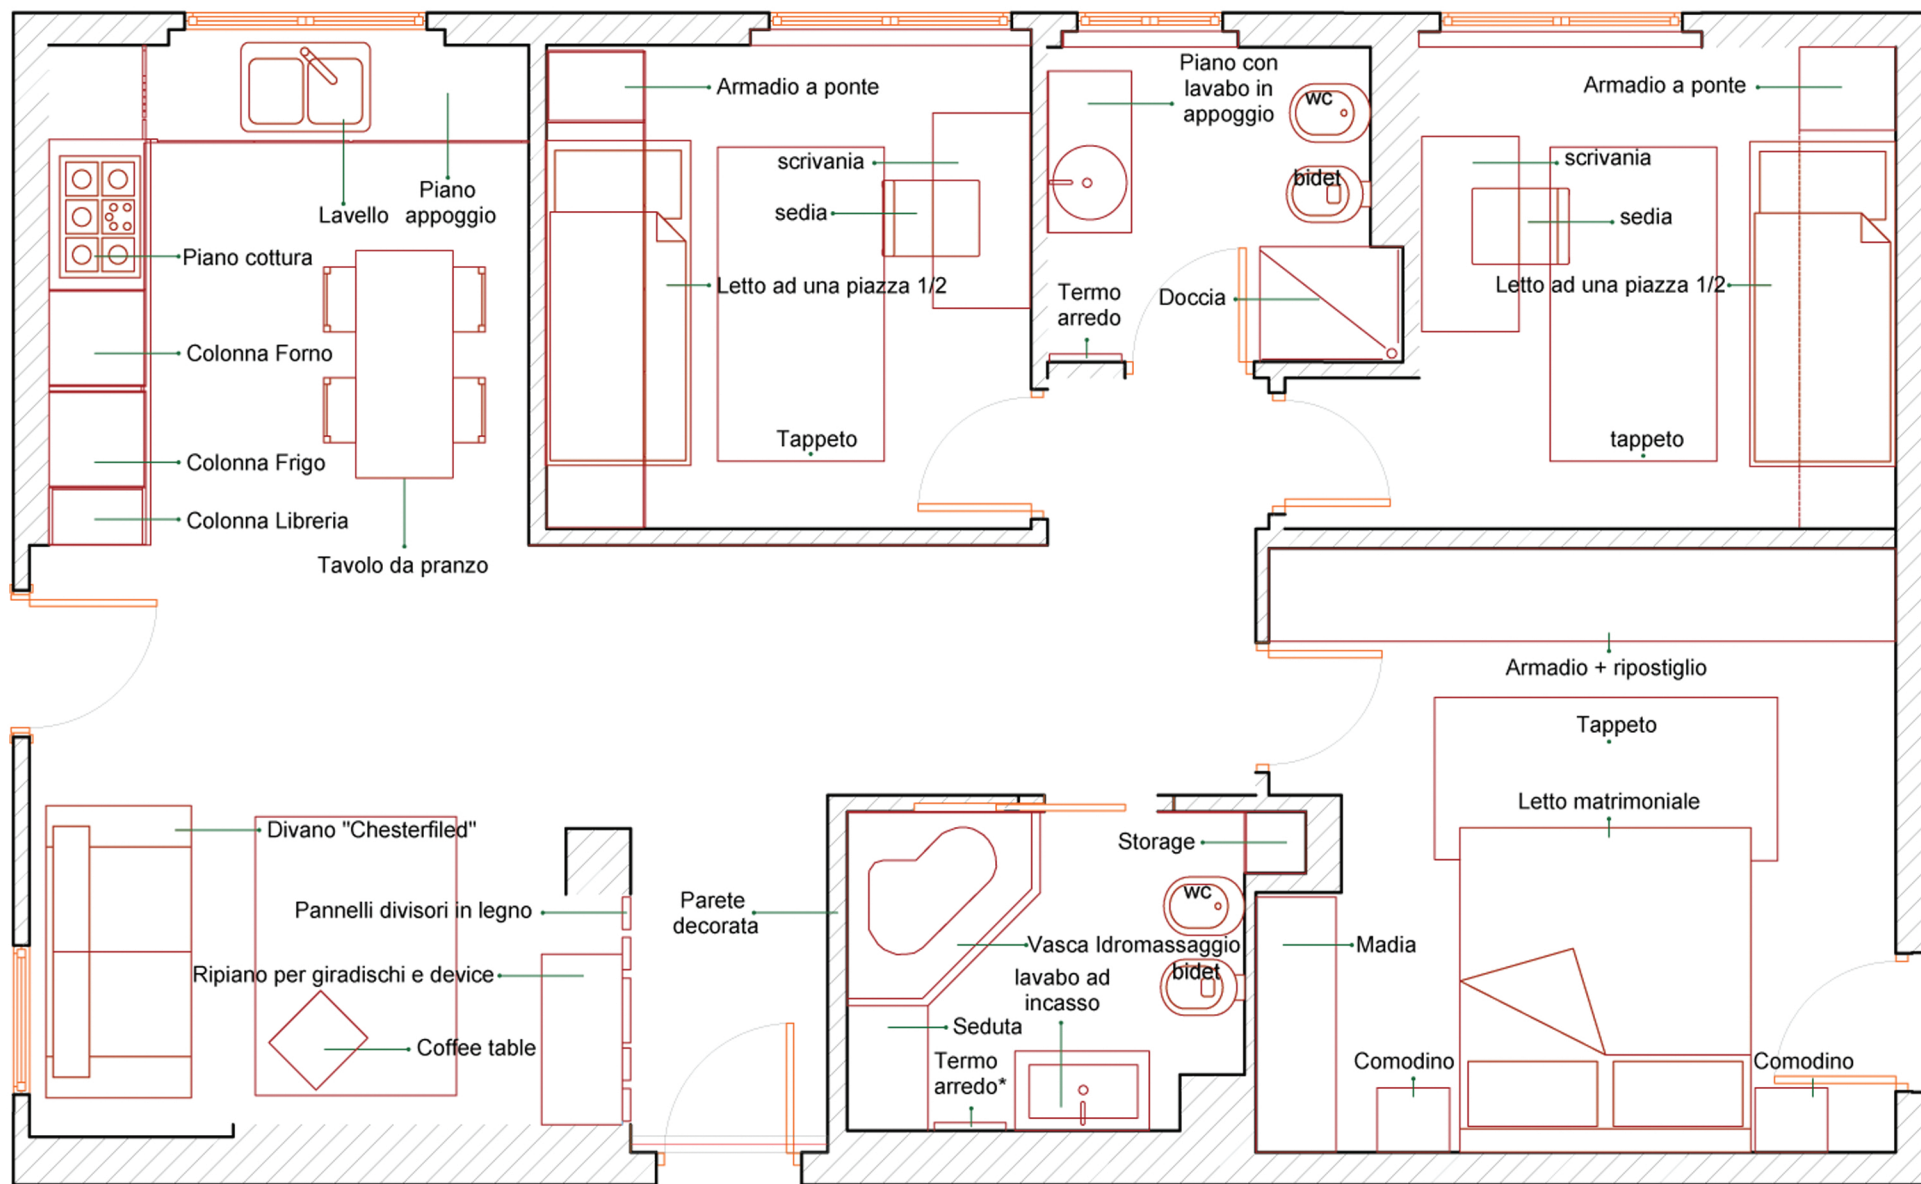 Armadio a ponte
Piano con
lavabo in
appoggio
wc
Armadio a ponte
scrivania
scrivania
bidet
Piano
appoggio
Lavello
sedia
sedia
Piano cottura
Letto ad una piazza 1/2
Termo
arredo
Doccia
Letto ad una piazza 1/2
Colonna Forno
Tappeto
tappeto
Colonna Frigo
Colonna Libreria
Tavolo da pranzo
Armadio + ripostiglio
Tappeto
Letto matrimoniale
Divano "Chesterfiled"
Storage
wc
Pannelli divisori in legno
Parete
decorata
Vasca Idromassaggio
Madia
bidet
Ripiano per giradischi e device
lavabo ad
incasso
Seduta
Coffee table
Termo
arredo*
Comodino
Comodino